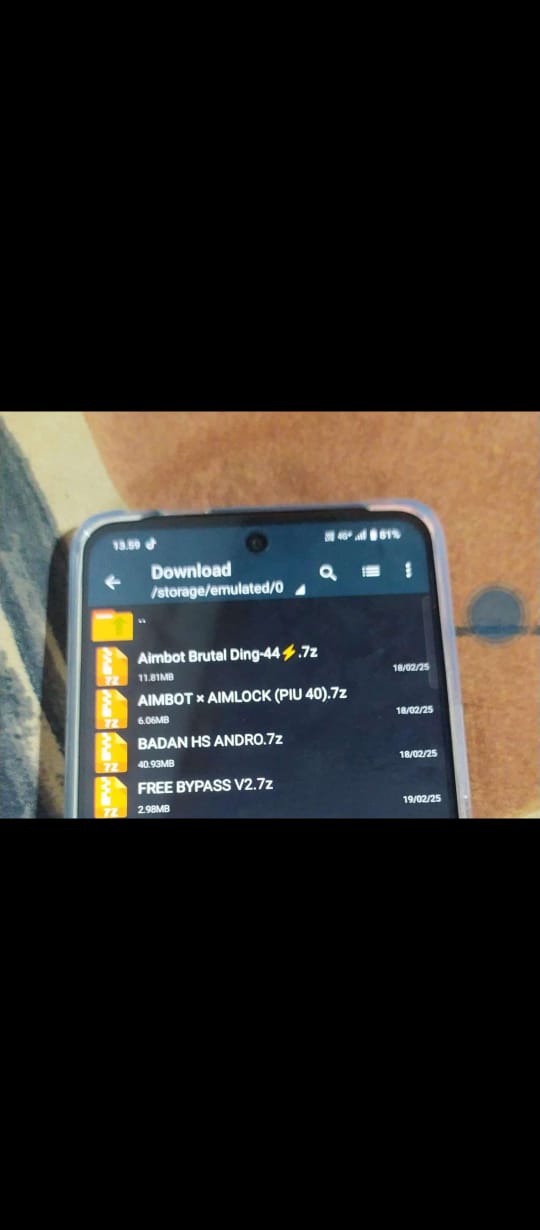 13.59
4G+ 81%
Download
/storage/emulated/0
..
Aimbot Brutal Ding-44⚡.7z
11.81MB 18/02/25
AIMBOT × AIMLOCK (PIU 40).7z
6.06MB 18/02/25
BADAN HS ANDRO.7z
40.93MB 18/02/25
FREE BYPASS V2.7z
2.98MB 19/02/25
7Z
7Z
7Z
7Z